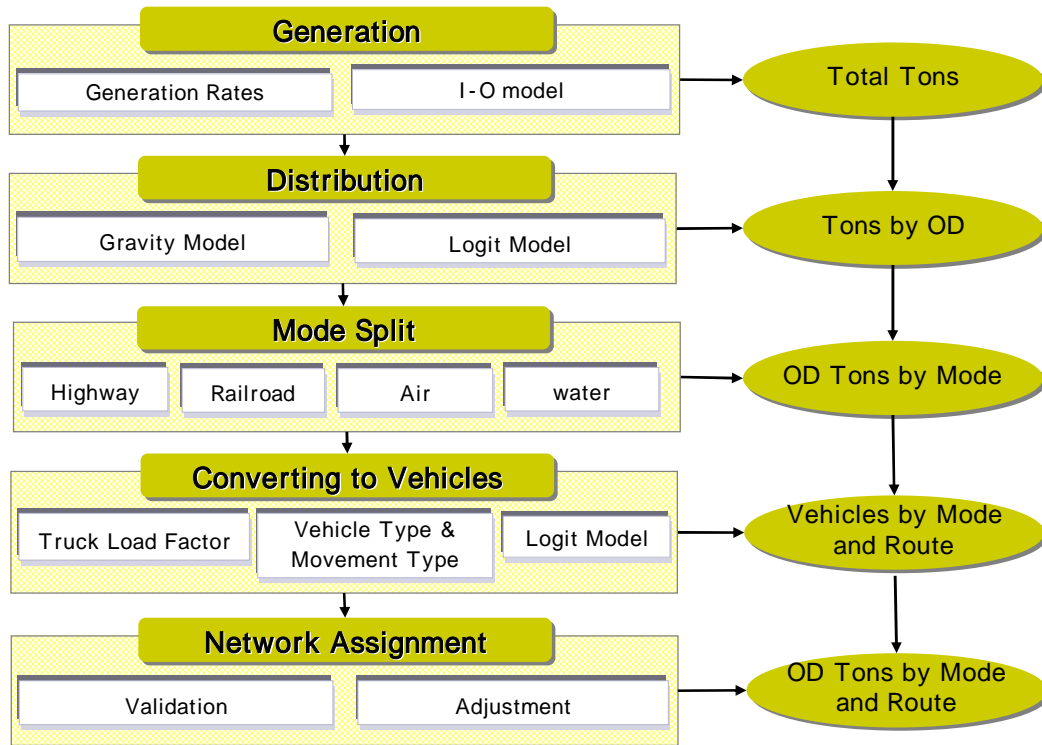 Generation
Generation Rates
I-O model
Total Tons
Distribution
Gravity Model
Logit Model
Tons by OD
Mode Split
Highway
Railroad
Air
water
OD Tons by Mode
Converting to Vehicles
Truck Load Factor
Vehicle Type &
Movement Type
Logit Model
Vehicles by Mode
and Route
Network Assignment
Validation
Adjustment
OD Tons by Mode
and Route